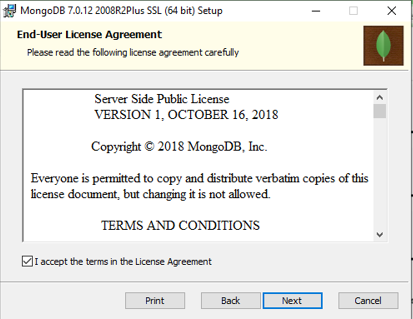 MongoDB 7.0.12 2008R2Plus SSL (64 bit) Setup
End-User License Agreement
Please read the following license agreement carefully
Server Side Public License
VERSION 1, OCTOBER 16, 2018
Copyright © 2018 MongoDB, Inc.
Everyone is permitted to copy and distribute verbatim copies of this
license document, but changing it is not allowed.
TERMS AND CONDITIONS
I accept the terms in the License Agreement
Print Back Next Cancel